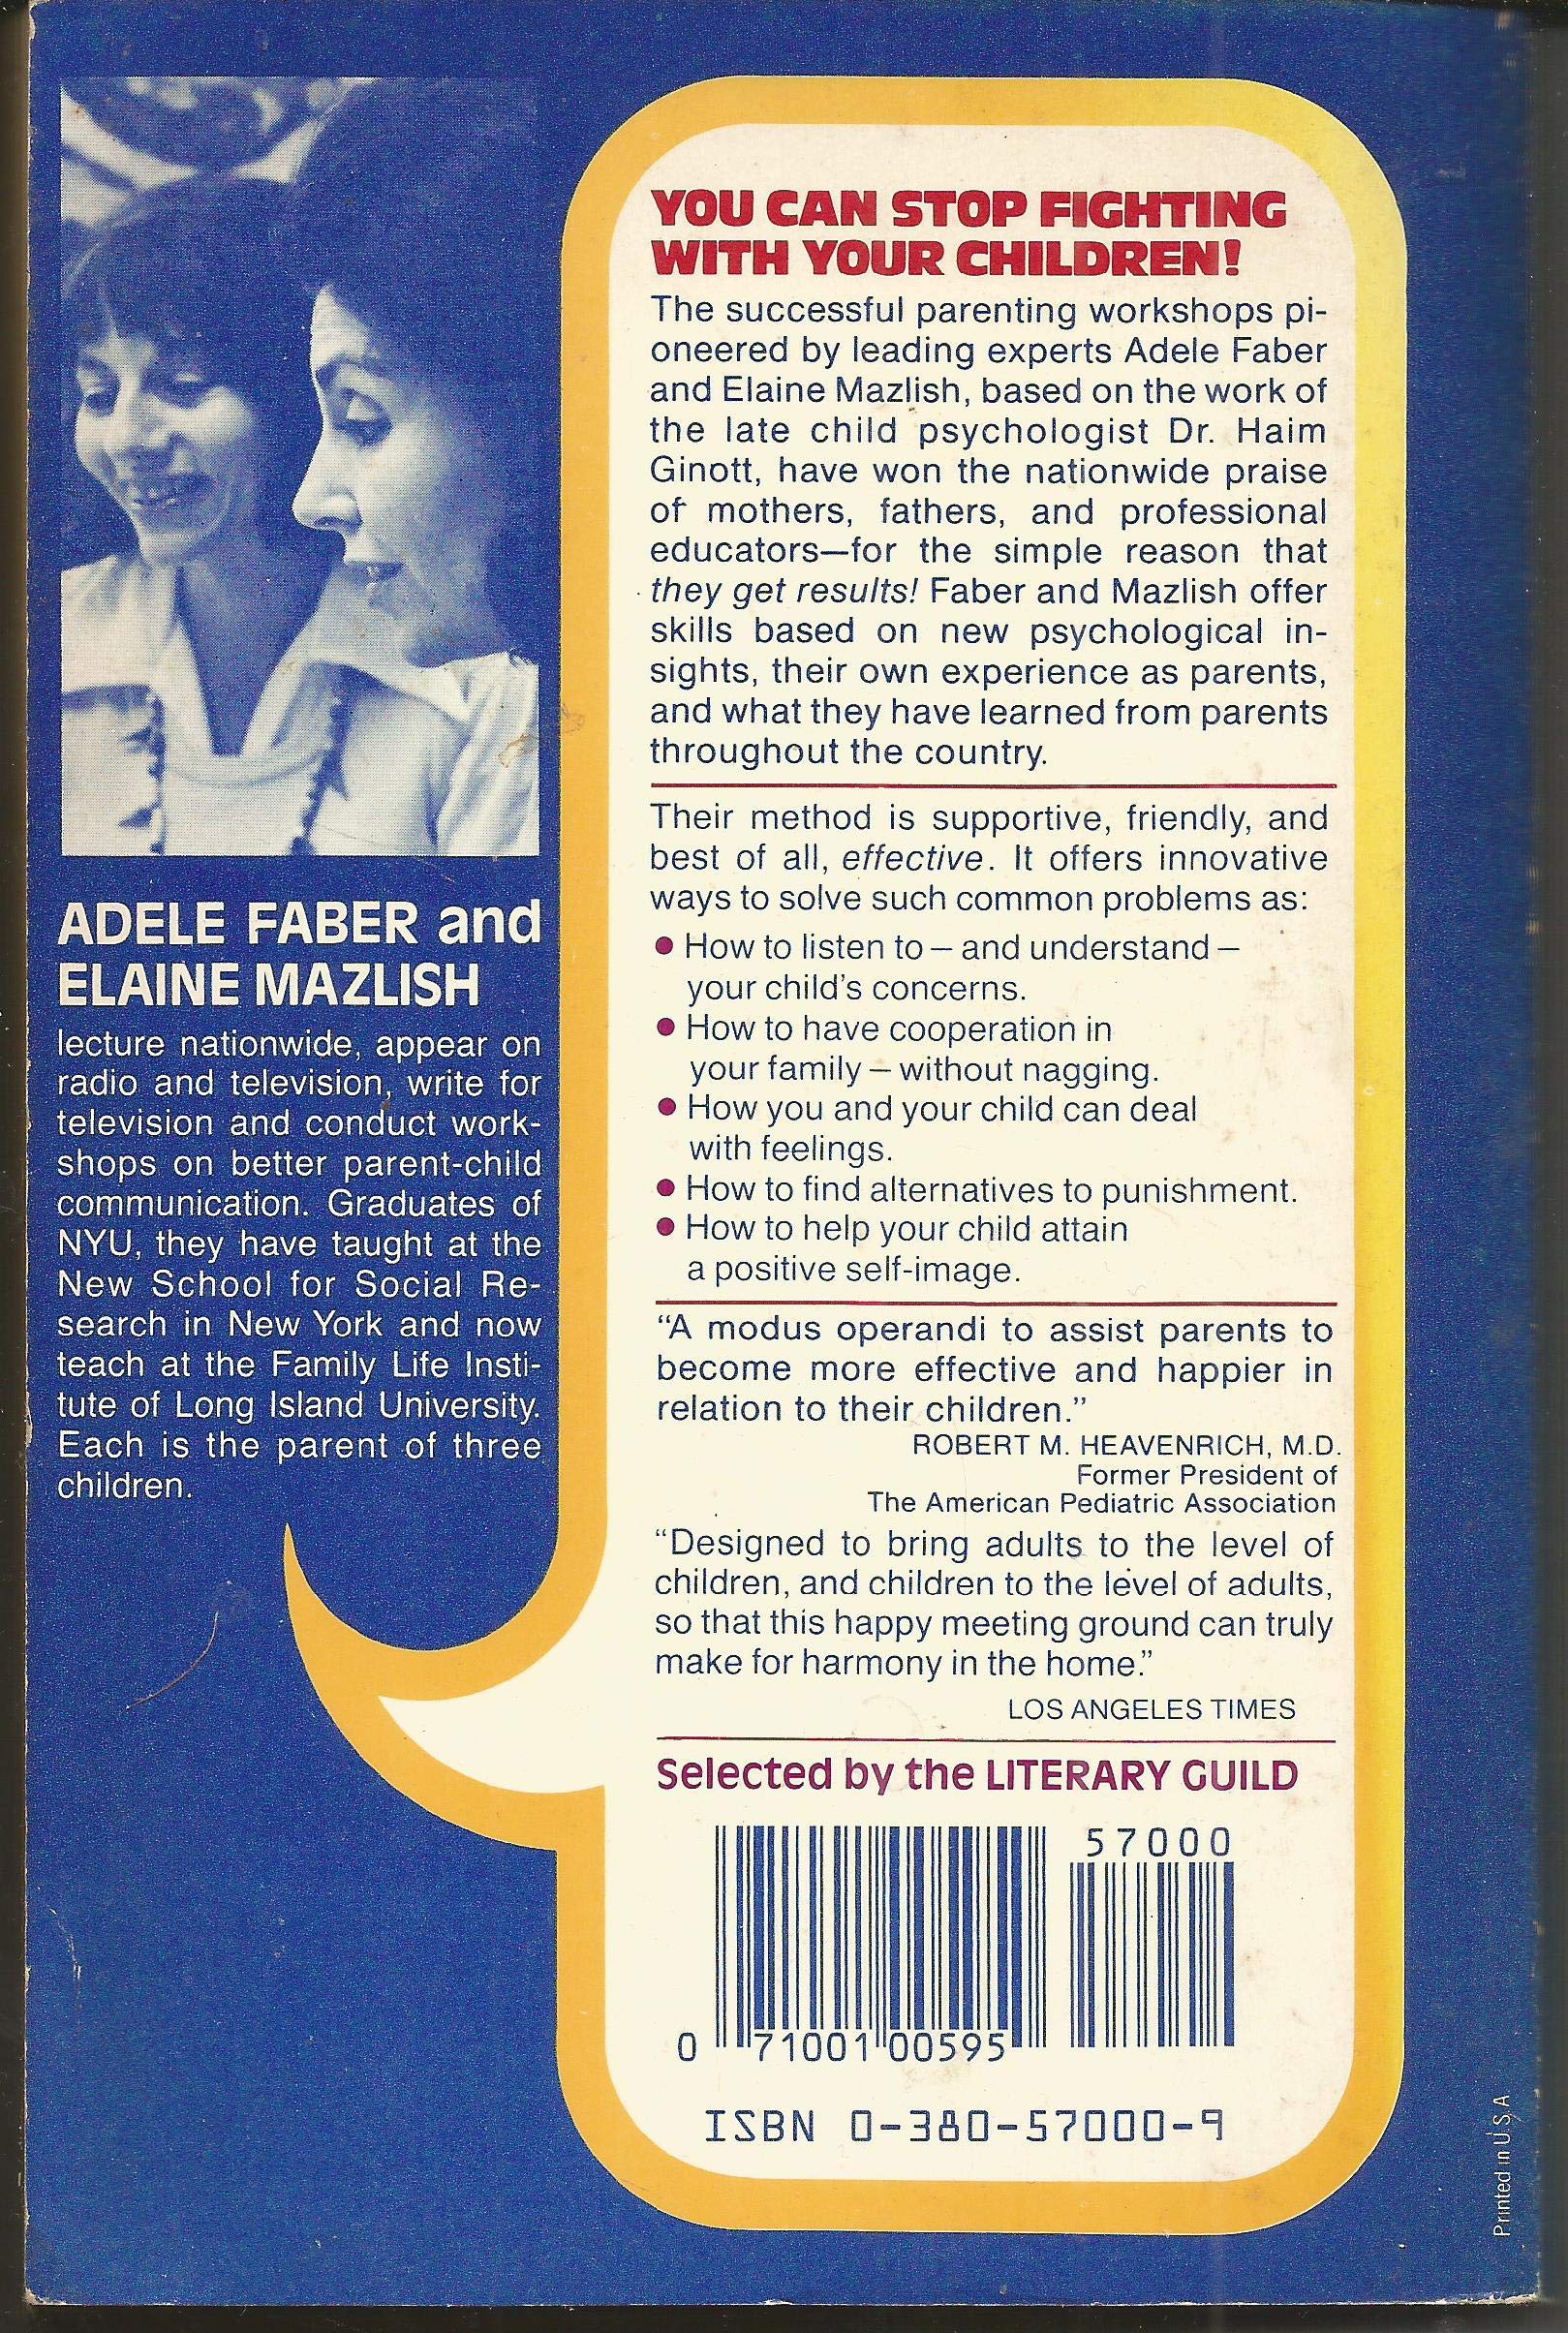 YOU CAN STOP FIGHTING
WITH YOUR CHILDREN!
The successful parenting workshops pi-
oneered by leading experts Adele Faber
and Elaine Mazlish, based on the work of
the late child psychologist Dr. Haim
Ginott, have won the nationwide praise
of mothers, fathers, and professional
educators—for the simple reason that
they get results! Faber and Mazlish offer
skills based on new psychological in-
sights, their own experience as parents,
and what they have learned from parents
throughout the country.
Their method is supportive, friendly, and
best of all, effective. It offers innovative
ways to solve such common problems as:
● How to listen to – and understand –
your child's concerns.
● How to have cooperation in
your family – without nagging.
● How you and your child can deal
with feelings.
● How to find alternatives to punishment.
● How to help your child attain
a positive self-image.
"A modus operandi to assist parents to
become more effective and happier in
relation to their children."
ROBERT M. HEAVENRICH, M.D.
Former President of
The American Pediatric Association
"Designed to bring adults to the level of
children, and children to the level of adults,
so that this happy meeting ground can truly
make for harmony in the home."
LOS ANGELES TIMES
Selected by the LITERARY GUILD
57000
0 71001 00595
ISBN 0-380-57000-9
ADELE FABER and
ELAINE MAZLISH
lecture nationwide, appear on
radio and television, write for
television and conduct work-
shops on better parent-child
communication. Graduates of
NYU, they have taught at the
New School for Social Re-
search in New York and now
teach at the Family Life Insti-
tute of Long Island University.
Each is the parent of three
children.
Printed in U.S.A